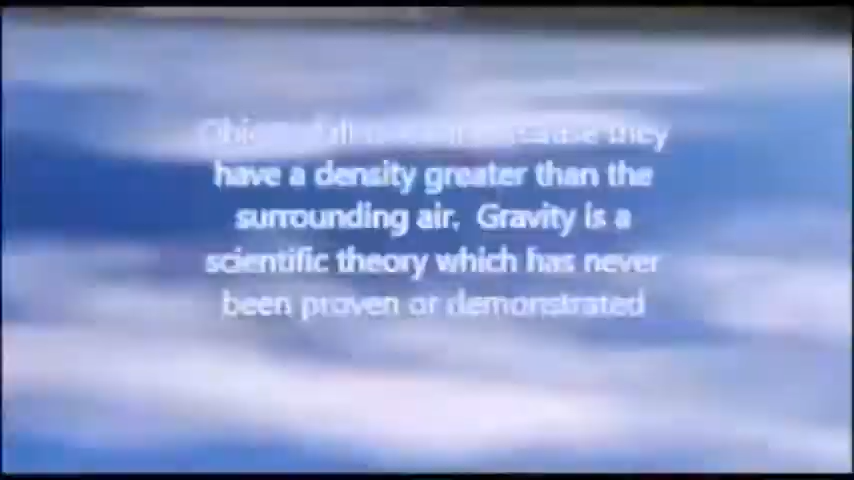 they
have a density greater than the
surrounding air. Gravity is a
scientific theory which has never
been proven or demonstrated